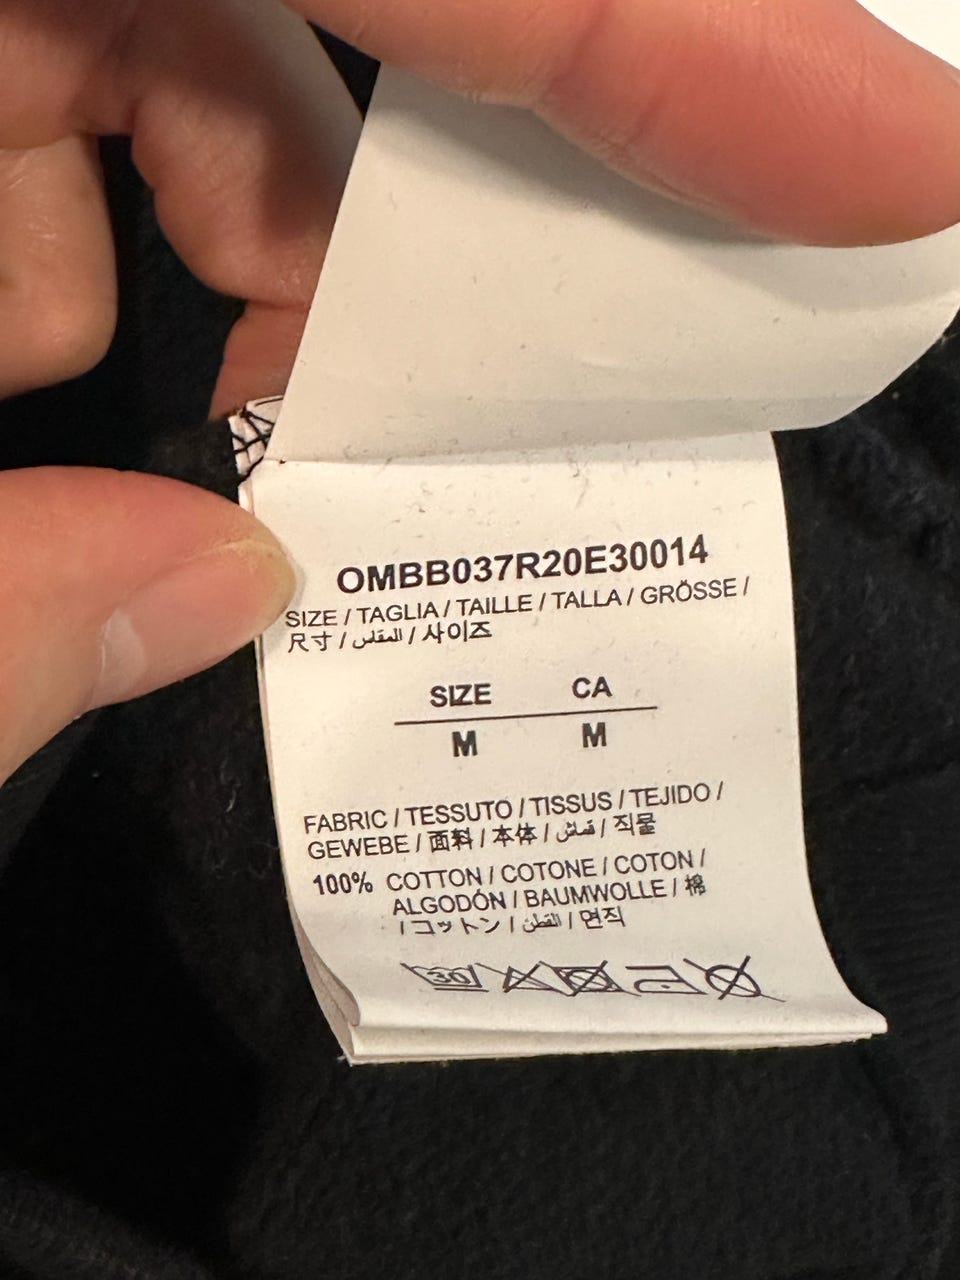 OMBB037R20E30014
SIZE / TAGLIA / TAILLE / TALLA / GRÖSSE /
尺寸 / المقاس / 사이즈
SIZE CA
M M
FABRIC / TESSUTO / TISSUS / TEJIDO /
GEWEBE / 面料 / 本体 / قماش / 직물
100% COTTON / COTONE / COTON /
ALGODÓN / BAUMWOLLE / 棉
/ コットン / القطن / 면직
30